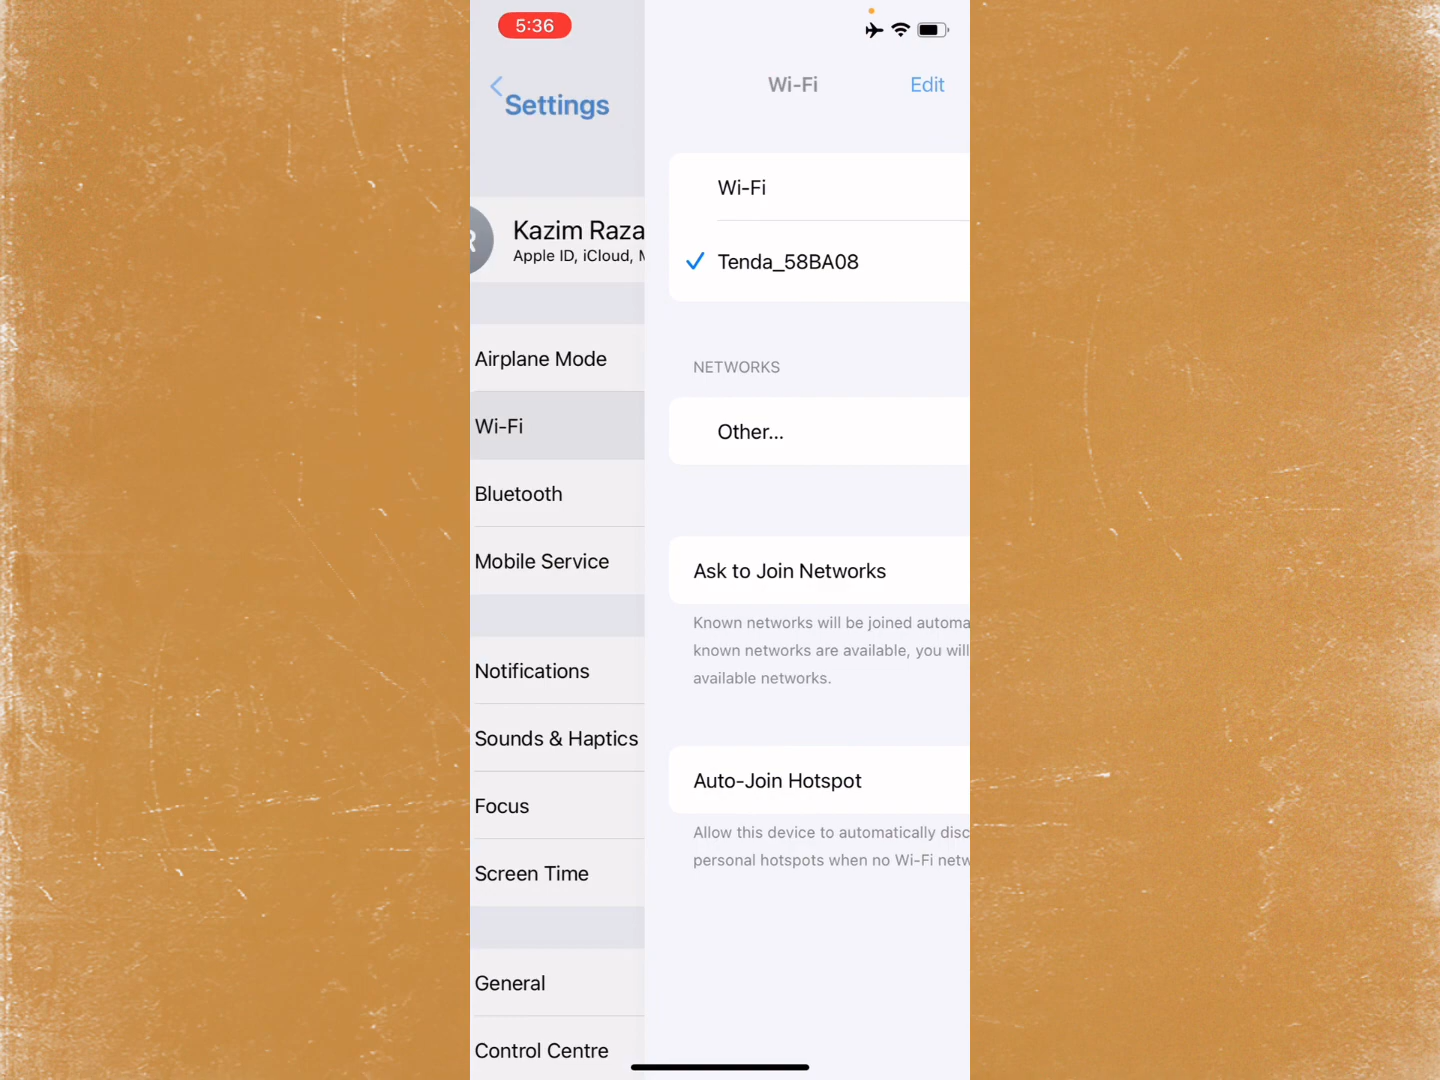 5:36
Settings
Kazim Raza
Apple ID, iCloud,
Airplane Mode
Wi-Fi
Bluetooth
Mobile Service
Notifications
Sounds & Haptics
Focus
Screen Time
General
Control Centre
Wi-Fi
Edit
Wi-Fi
Tenda_58BA08
NETWORKS
Other...
Ask to Join Networks
Known networks will be joined automa
known networks are available, you will
available networks.
Auto-Join Hotspot
Allow this device to automatically disc
personal hotspots when no Wi-Fi netw